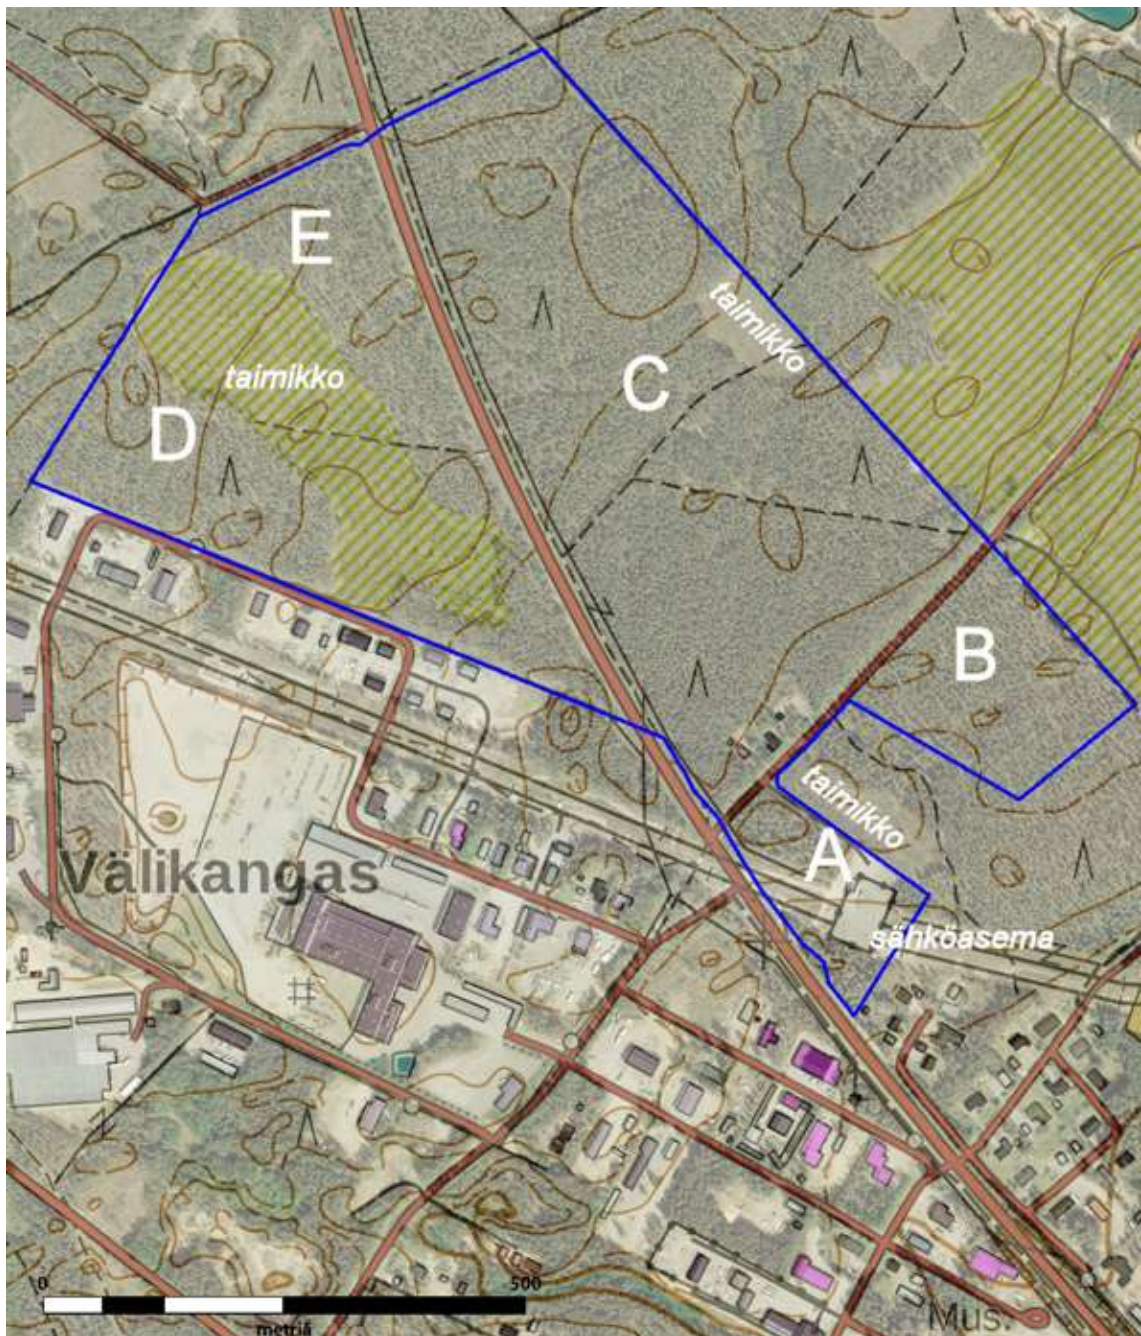 E
taimikko
C
taimikko
D
B
taimikko
A
Välikangas
sähköasema
0
500
metriä
Mus.